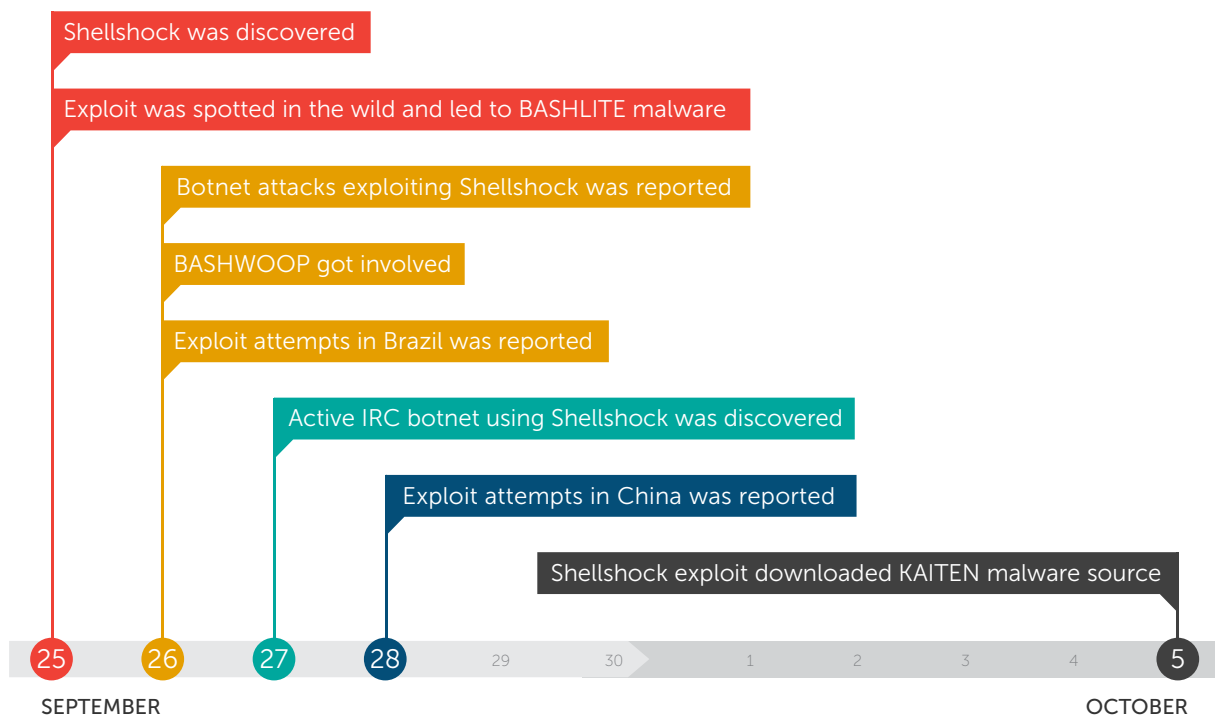 Shellshock was discovered
Exploit was spotted in the wild and led to BASHLITE malware
Botnet attacks exploiting Shellshock was reported
BASHWOOP got involved
Exploit attempts in Brazil was reported
Active IRC botnet using Shellshock was discovered
Exploit attempts in China was reported
Shellshock exploit downloaded KAITEN malware source
25 26 27 28 29 30 1 2 3 4 5
SEPTEMBER OCTOBER